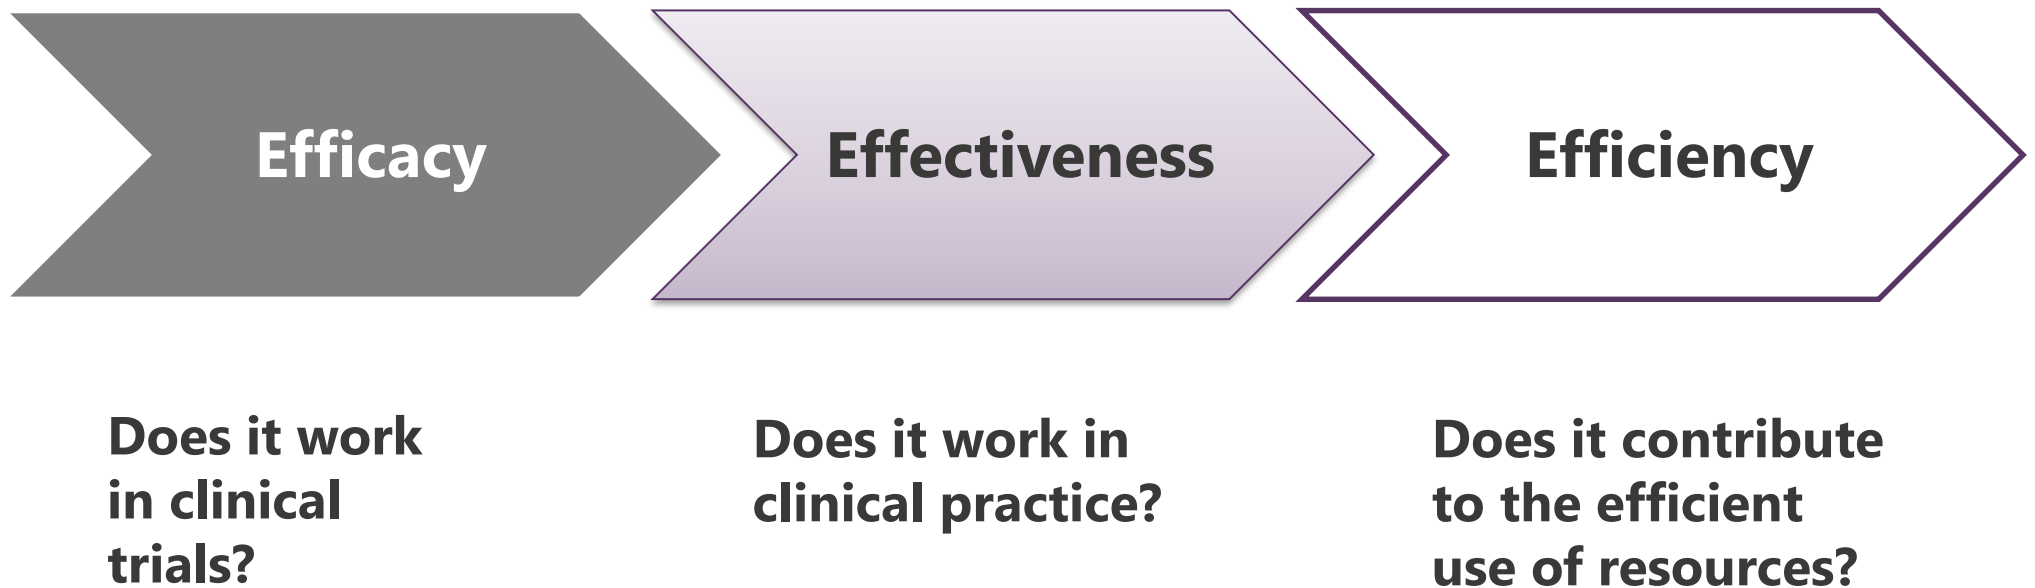 Efficacy
Effectiveness
Efficiency
Does it work
in clinical
trials?
Does it work in
clinical practice?
Does it contribute
to the efficient
use of resources?